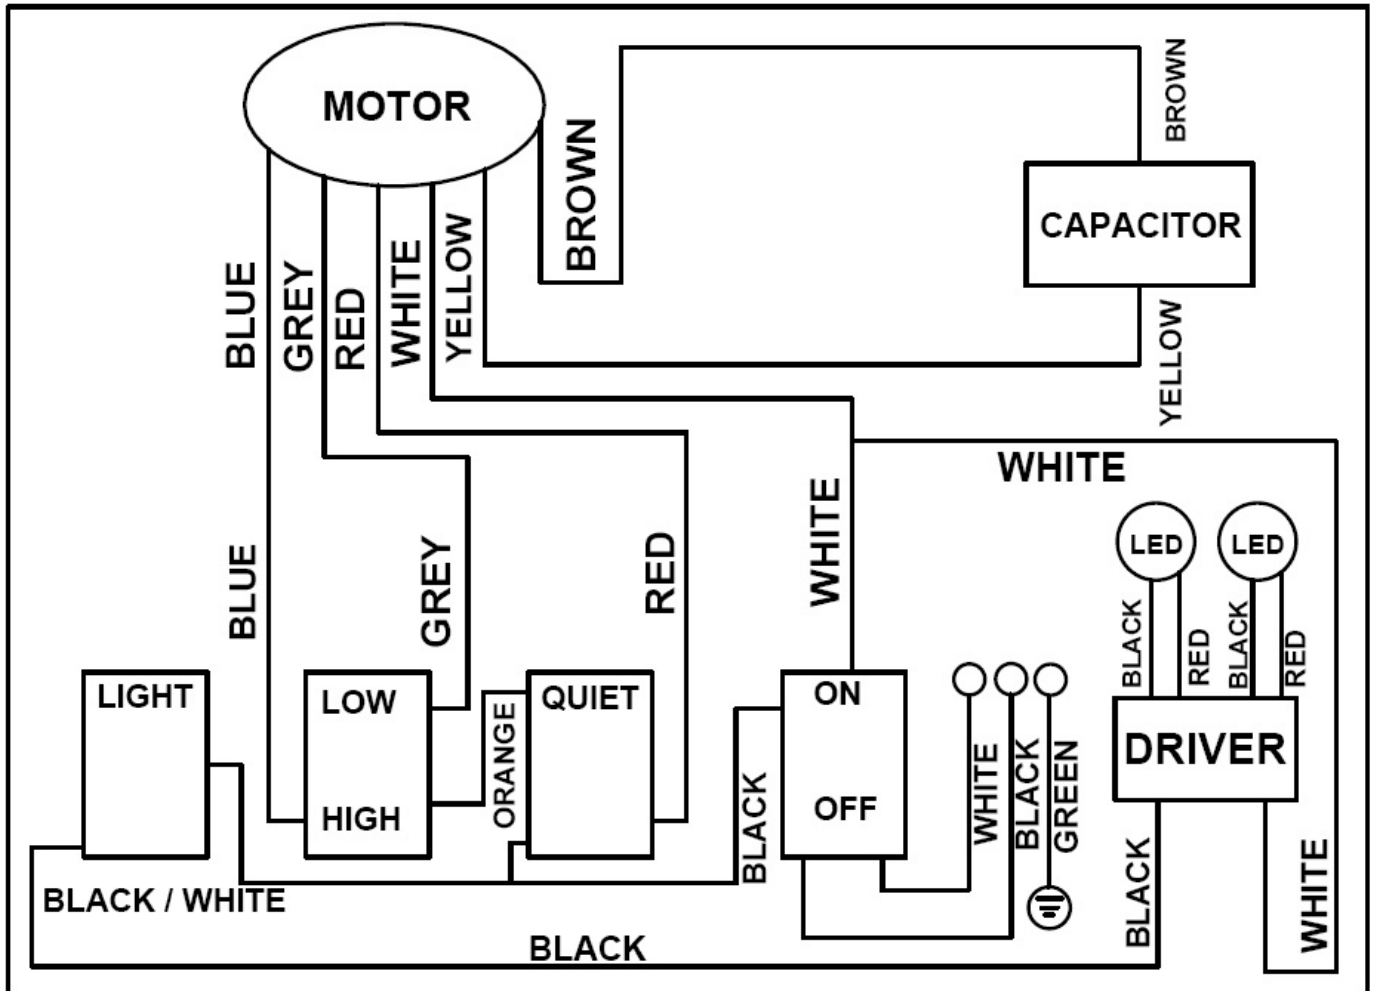 MOTOR
BROWN
BROWN
CAPACITOR
BLUE
GREY
RED
WHITE
YELLOW
YELLOW
WHITE
BLUE
GREY
RED
WHITE
LED
LED
BLACK
RED
BLACK
RED
LIGHT
LOW
HIGH
ORANGE
QUIET
BLACK
ON
OFF
WHITE
BLACK
GREEN
DRIVER
BLACK
WHITE
BLACK / WHITE
BLACK